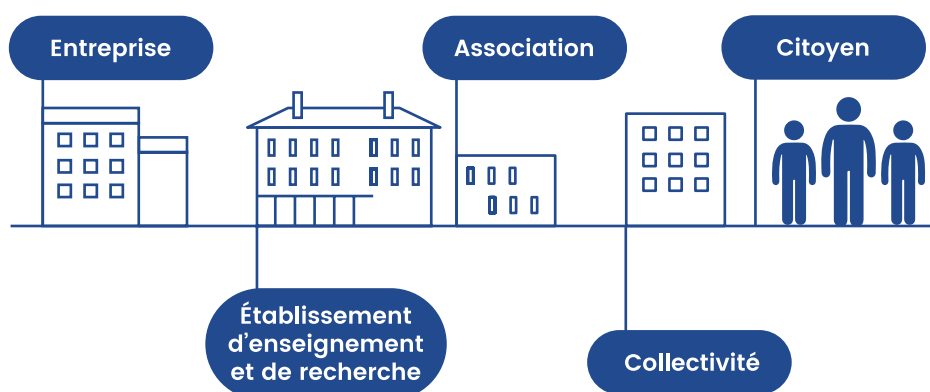 Entreprise
Association
Citoyen
Établissement
d’enseignement
et de recherche
Collectivité